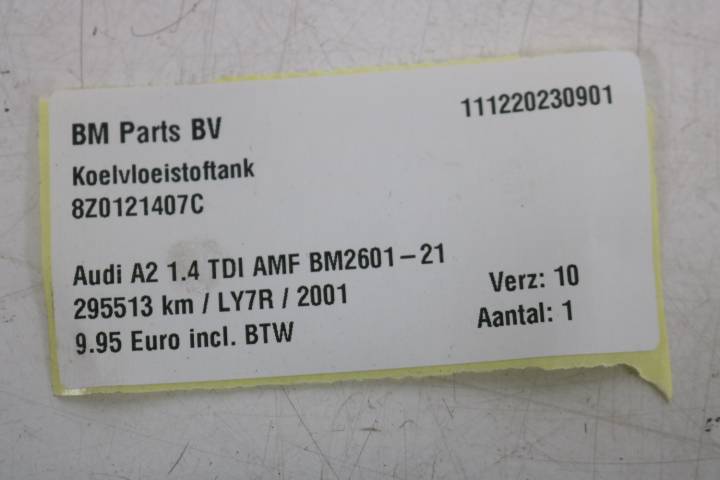 BM Parts BV
111220230901
Koelvloeistoftank
8Z0121407C
Audi A2 1.4 TDI AMF BM2601-21
295513 km / LY7R / 2001
Verz: 10
9.95 Euro incl. BTW
Aantal: 1